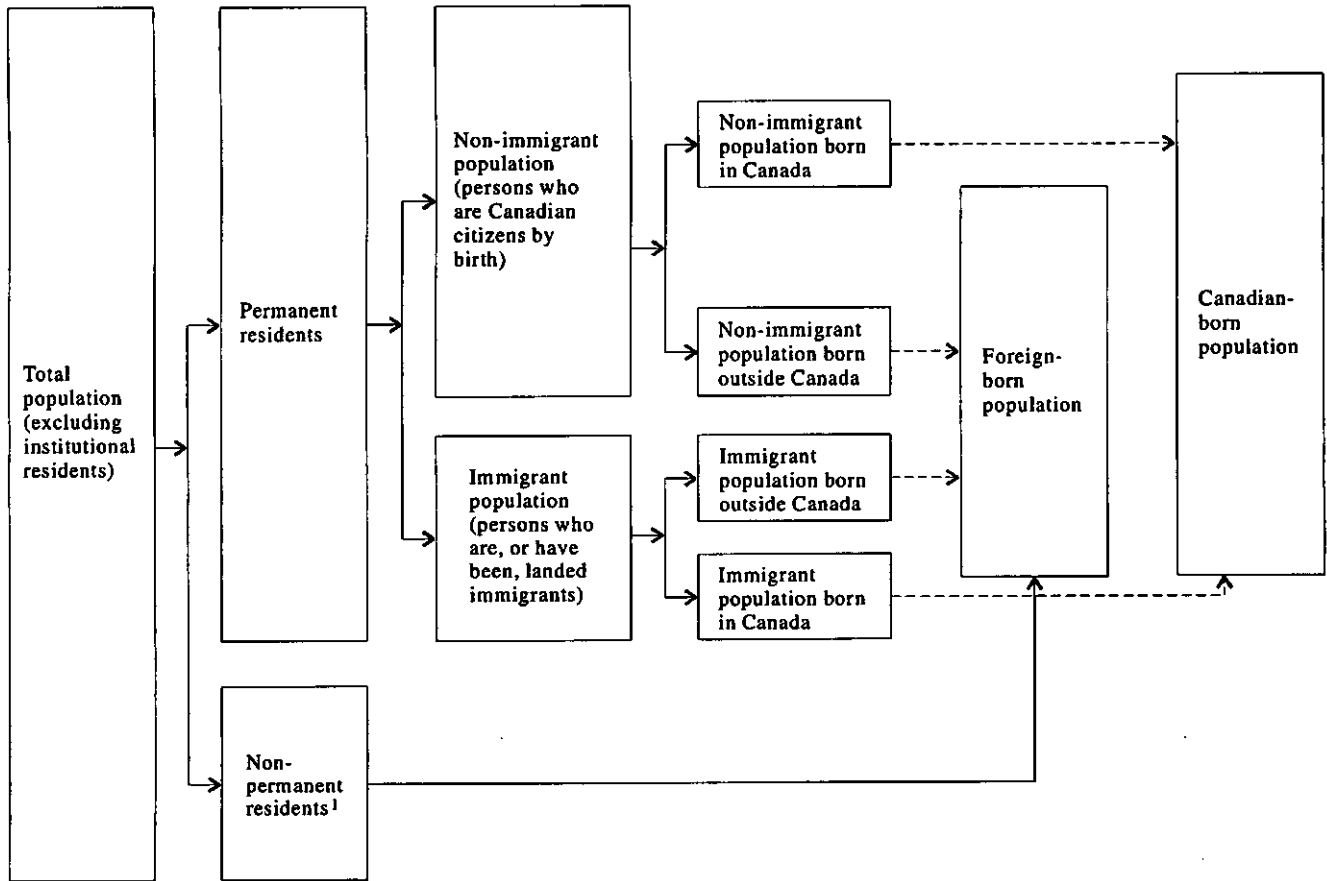 Total
population
(excluding
institutional
residents)
Permanent
residents
Non-
permanent
residents¹
Non-immigrant
population
(persons who
are Canadian
citizens by
birth)
Immigrant
population
(persons who
are, or have
been, landed
immigrants)
Non-immigrant
population born
in Canada
Non-immigrant
population born
outside Canada
Immigrant
population born
outside Canada
Immigrant
population born
in Canada
Foreign-
born
population
Canadian-
born
population